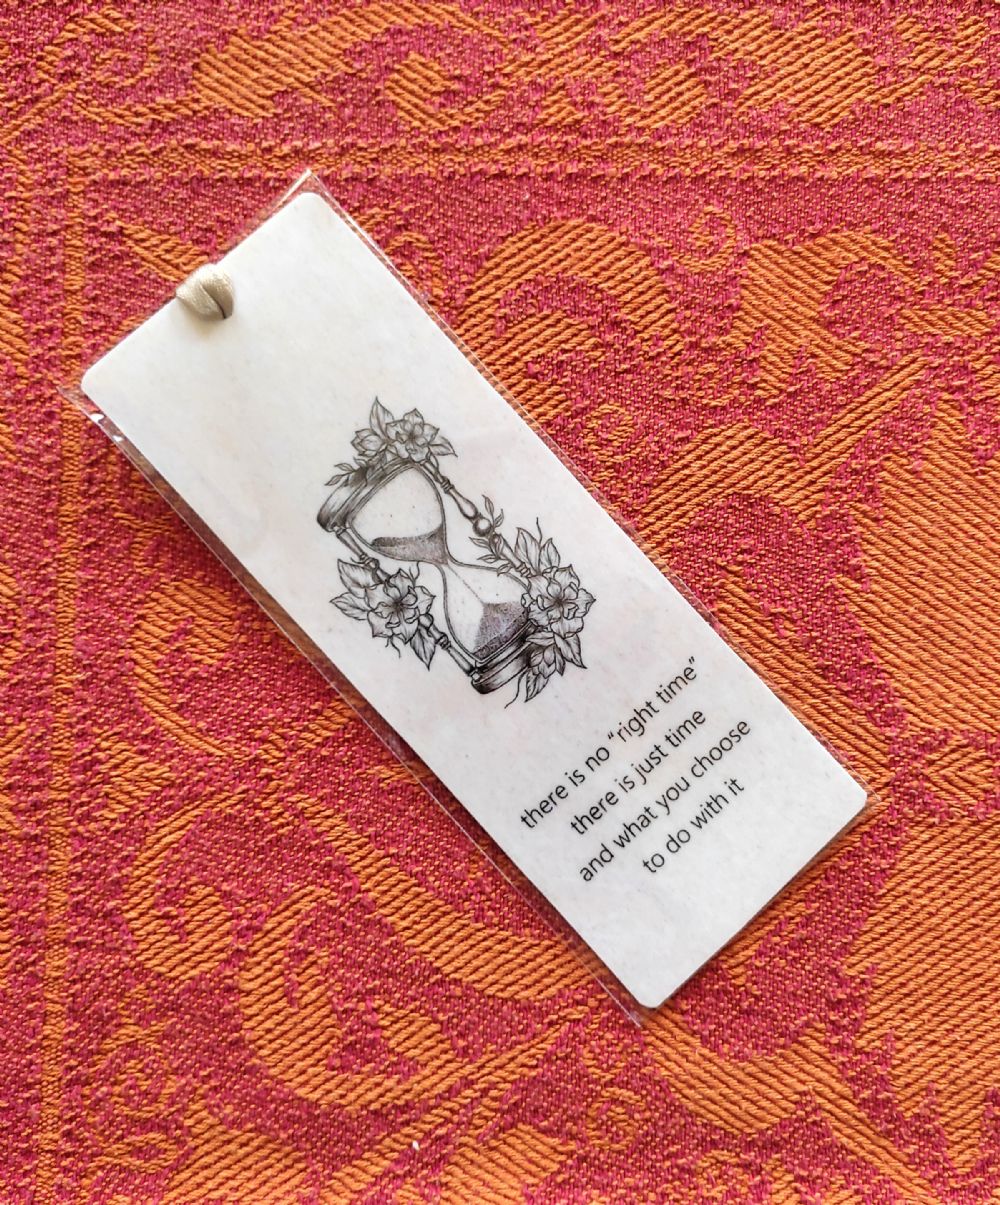 there is no “right time”
there is just time
and what you choose
to do with it